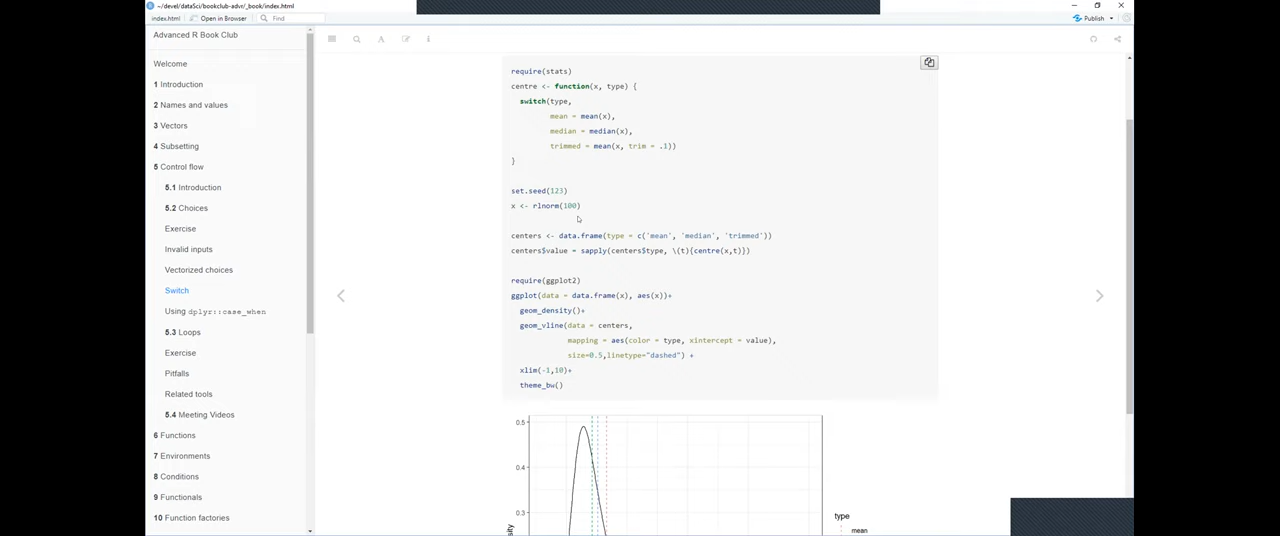 ~/devel/dataSci/bookclub-advr/_book/index.html
index.html
Open in Browser
Find
Publish
Advanced R Book Club
Welcome
1 Introduction
2 Names and values
3 Vectors
4 Subsetting
5 Control flow
5.1 Introduction
5.2 Choices
Exercise
Invalid inputs
Vectorized choices
Switch
Using dplyr::case_when
5.3 Loops
Exercise
Pitfalls
Related tools
5.4 Meeting Videos
6 Functions
7 Environments
8 Conditions
9 Functionals
10 Function factories
require(stats)
centre <- function(x, type) {
switch(type,
mean = mean(x),
median = median(x),
trimmed = mean(x, trim = .1))
}
set.seed(123)
x <- rlnorm(100)
centers <- data.frame(type = c('mean', 'median', 'trimmed'))
centers$value = sapply(centers$type, \(t){centre(x,t)})
require(ggplot2)
ggplot(data = data.frame(x), aes(x))+
geom_density()+
geom_vline(data = centers,
mapping = aes(color = type, xintercept = value),
size=0.5,linetype="dashed") +
xlim(-1,10)+
theme_bw()
0.5
0.4
0.3
type
mean